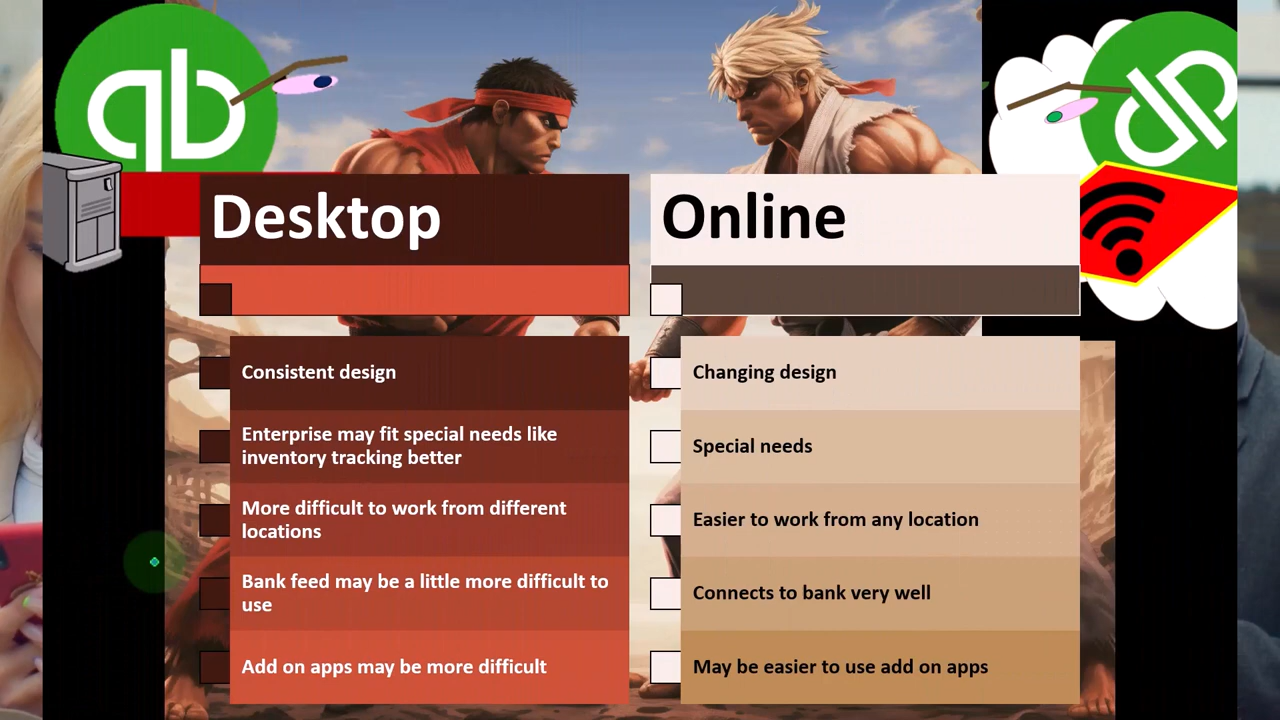 qb
qb
Desktop
Online
Consistent design
Enterprise may fit special needs like
inventory tracking better
More difficult to work from different
locations
Bank feed may be a little more difficult to
use
Add on apps may be more difficult
Changing design
Special needs
Easier to work from any location
Connects to bank very well
May be easier to use add on apps